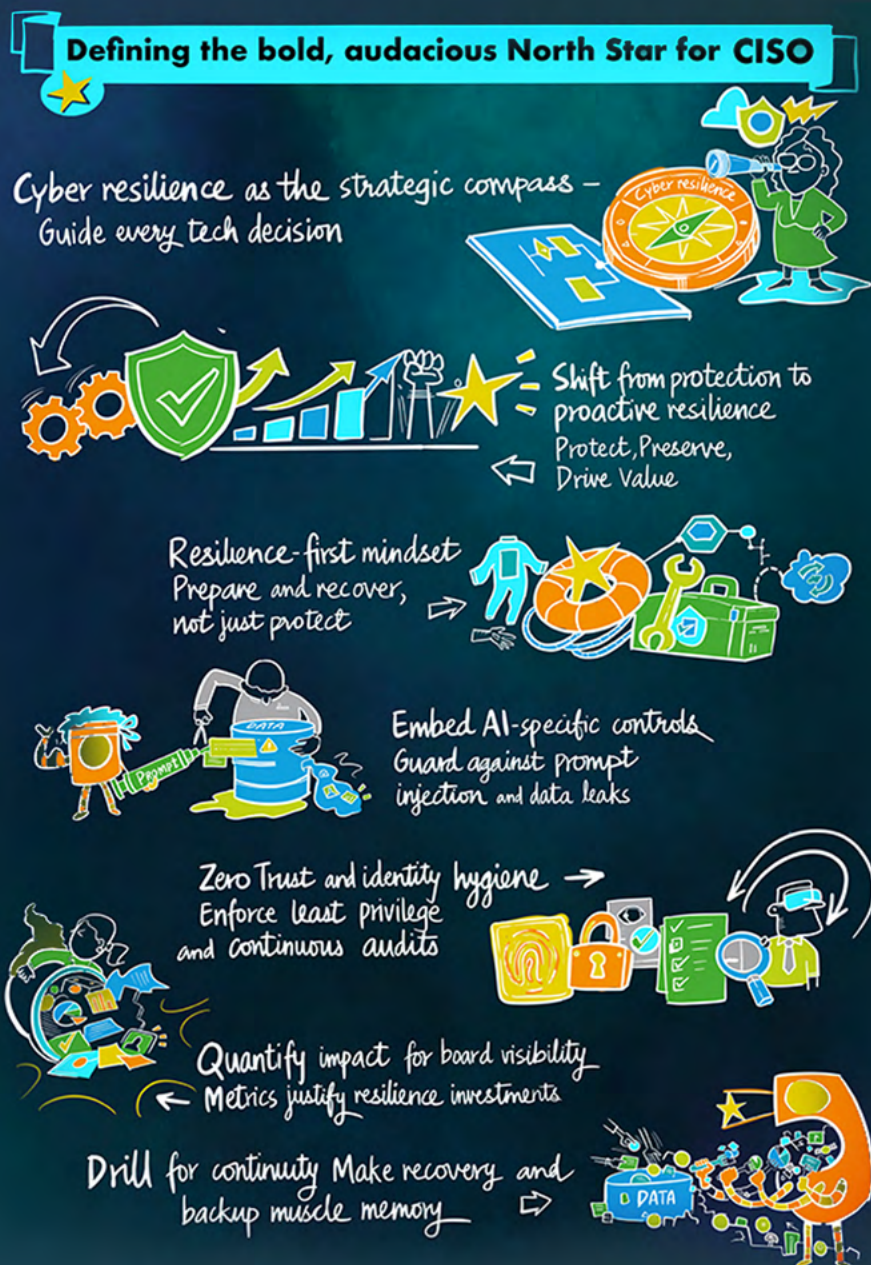 Defining the bold, audacious North Star for CISO
Cyber resilience as the strategic compass –
Guide every tech decision
Cyber resilience
Shift from protection to
proactive resilience
Protect, Preserve,
Drive Value
Resilience-first mindset
Prepare and recover,
not just protect
DATA
Prompt
Embed AI-specific controls
Guard against prompt
injection and data leaks
Zero Trust and identity hygiene
Enforce least privilege
and continuous audits
Quantify impact for board visibility
Metrics justify resilience investments
Drill for continuity Make recovery and
backup muscle memory
DATA